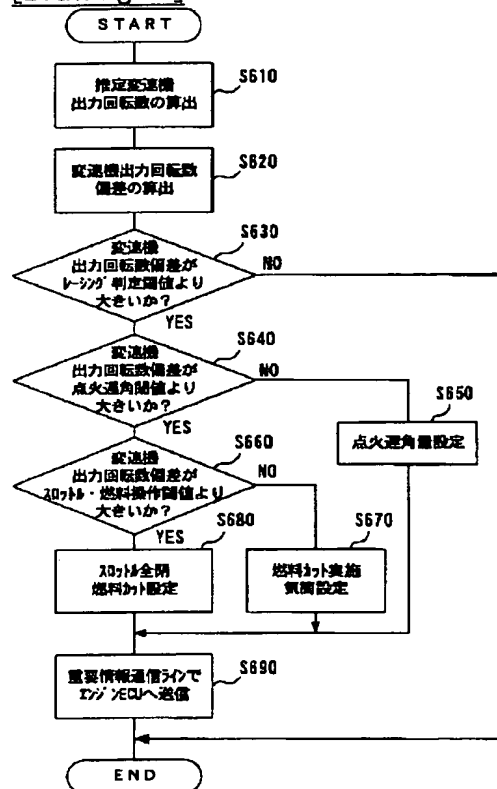 START
S610
推定変速機
出力回転数の算出
S620
変速機出力回転数
偏差の算出
S630
変速機
出力回転数偏差が
レーシング判定閾値より
大きいか?
NO
YES
S640
変速機
出力回転数偏差が
点火遅角閾値より
大きいか?
NO
YES
S650
点火遅角量設定
S660
変速機
出力回転数偏差が
スロットル・燃料操作閾値より
大きいか?
NO
YES
S680
スロットル全閉
燃料カット設定
S670
燃料カット実施
気筒設定
S690
重要情報通信ラインで
エンジンECUへ送信
END